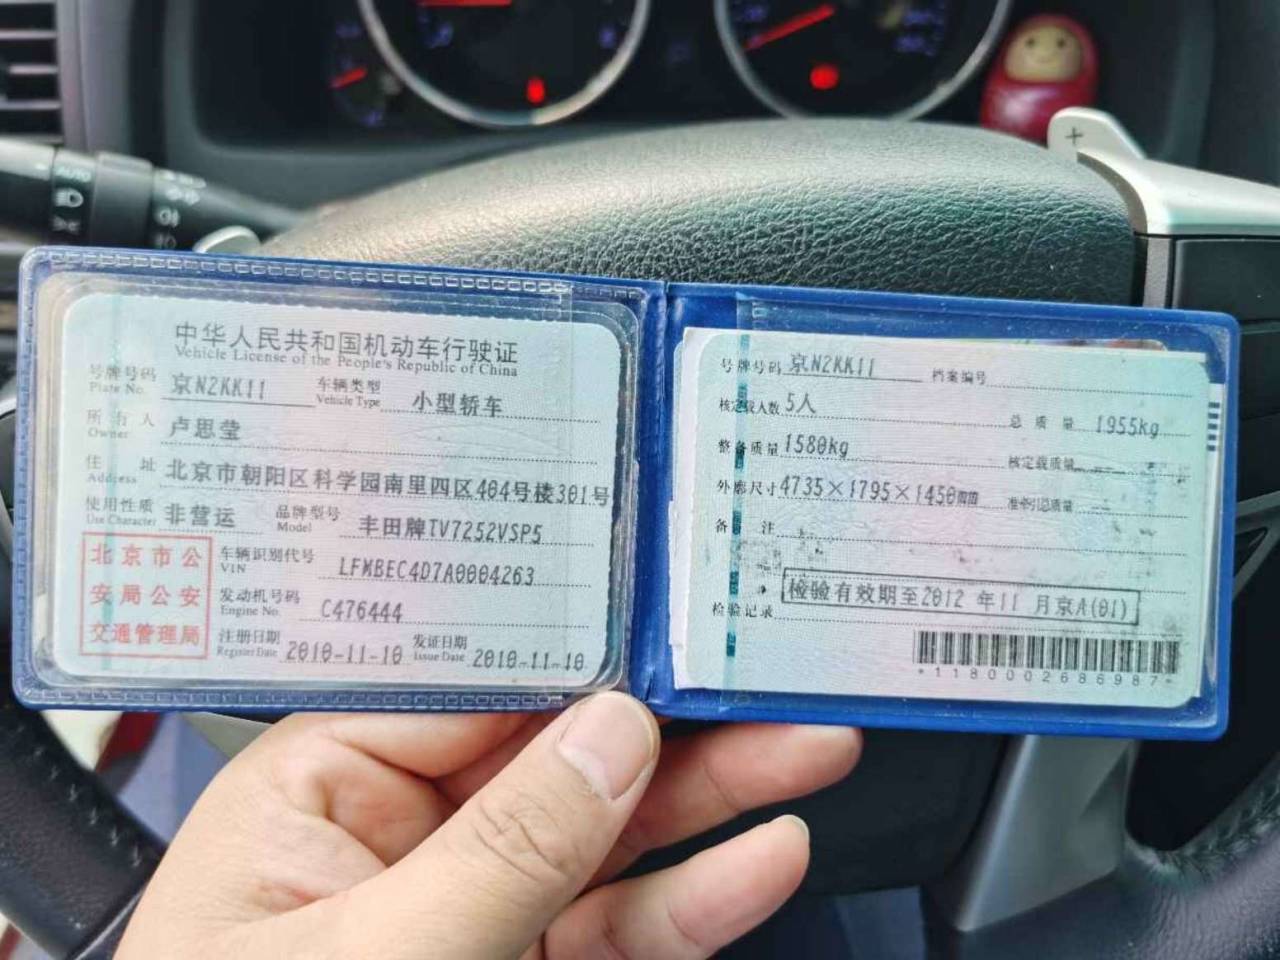 中华人民共和国机动车行驶证
Vehicle License of the People's Republic of China
号牌号码 京N2KK11 车辆类型 小型轿车
Plate No. Vehicle Type
所有人 卢思莹
Owner
住址 北京市朝阳区科学园南里四区404号楼301号
Address
使用性质 非营运 品牌型号 丰田牌TV7252VSP5
Use Character Model
北京市公
安局公安
交通管理局
车辆识别代号 LFMBEC4D7A0004263
VIN
发动机号码 C476444
Engine No.
注册日期 2010-11-10 发证日期 2010-11-10
Register Date Issue Date
号牌号码 京N2KK11 档案编号
核定载人数 5人 总质量 1955kg
整备质量 1580kg 核定载质量
外廓尺寸 4735×1795×1450mm 准牵引总质量
备注
检验记录 检验有效期至2012年11月京A(01)
*1180002686987*
AUTO
+